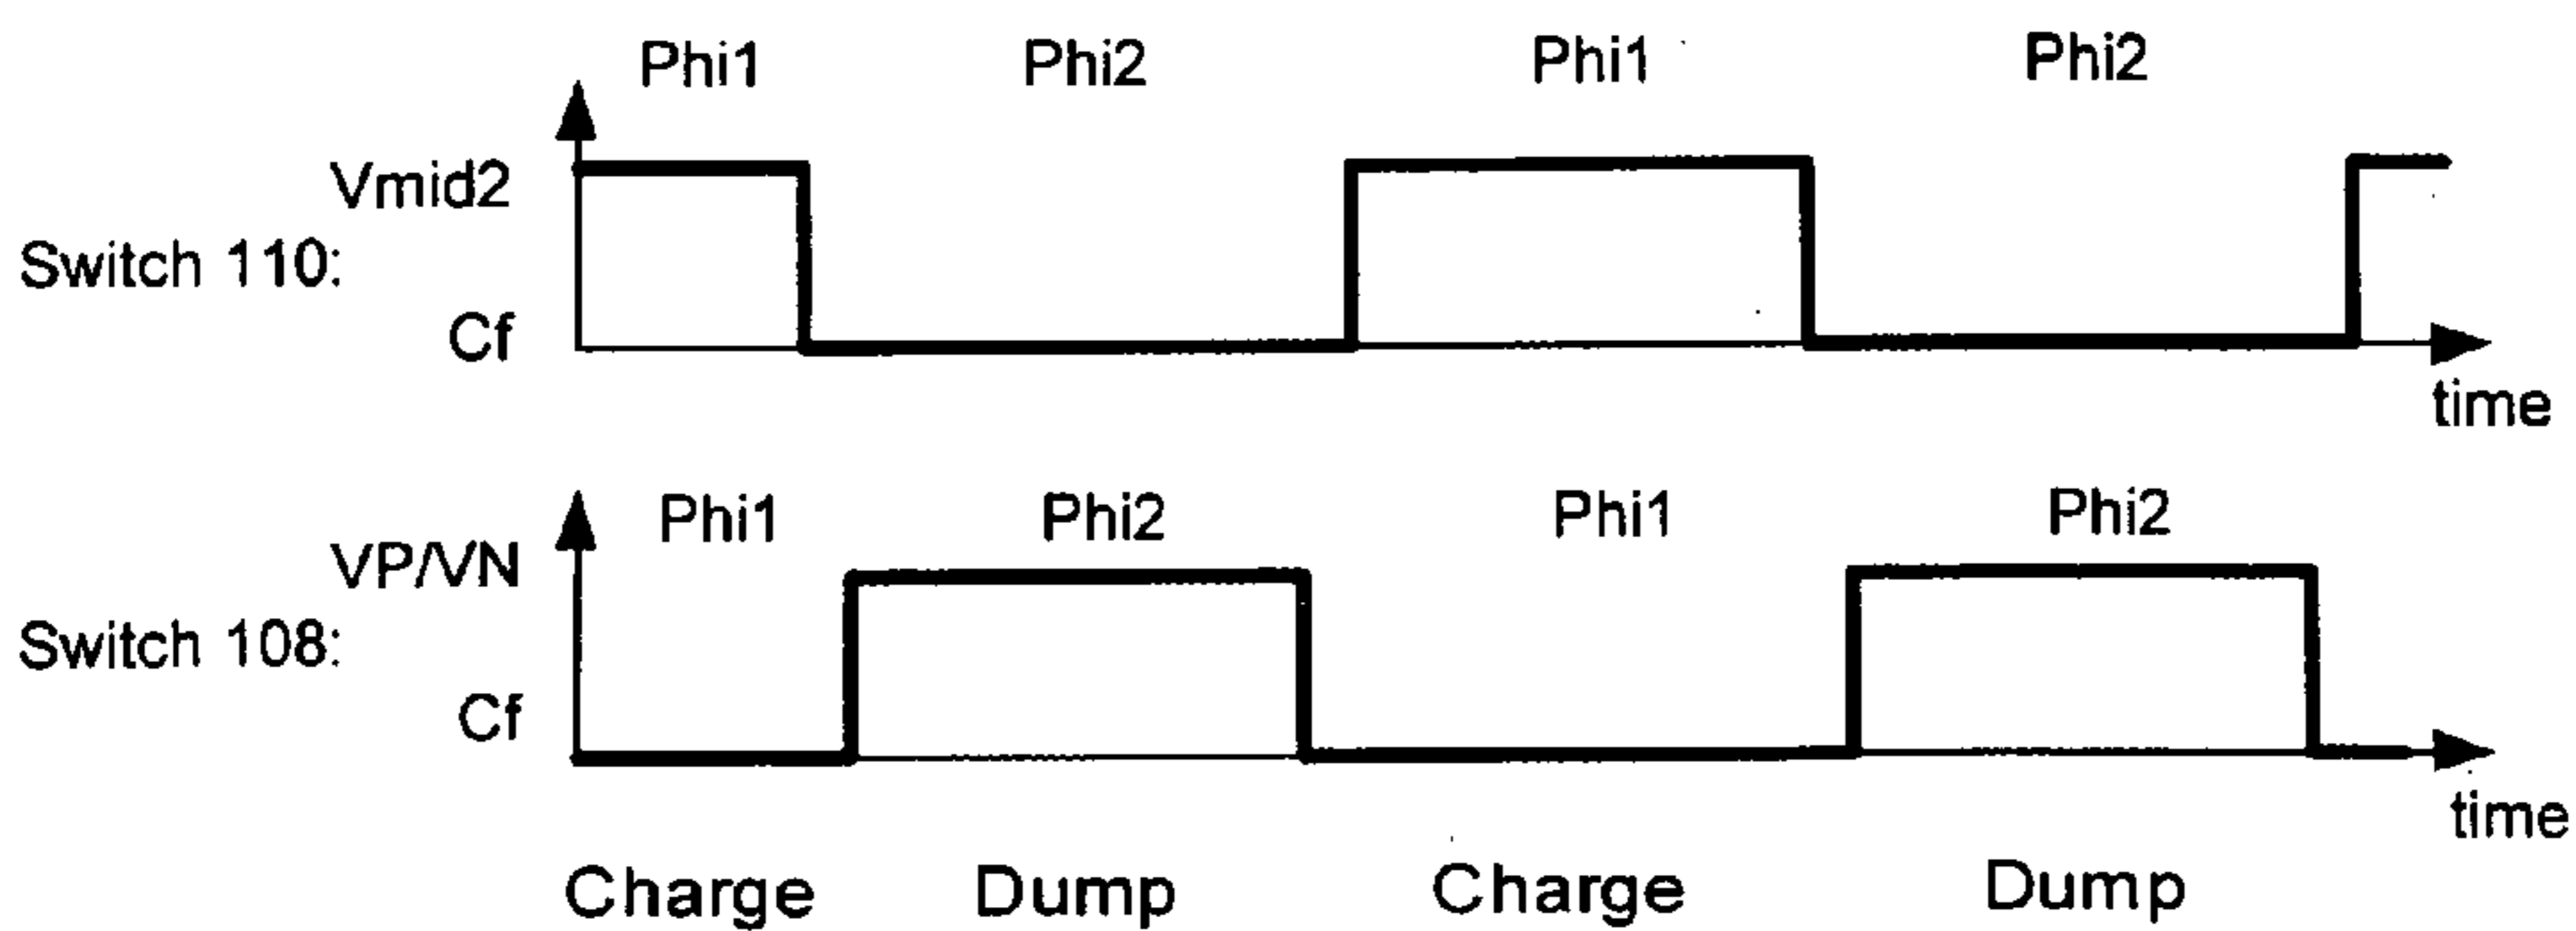 Phi1 Phi2 Phi1 Phi2
Vmid2
Switch 110:
Cf
time
Phi1 Phi2 Phi1 Phi2
VP/VN
Switch 108:
Cf
time
Charge Dump Charge Dump